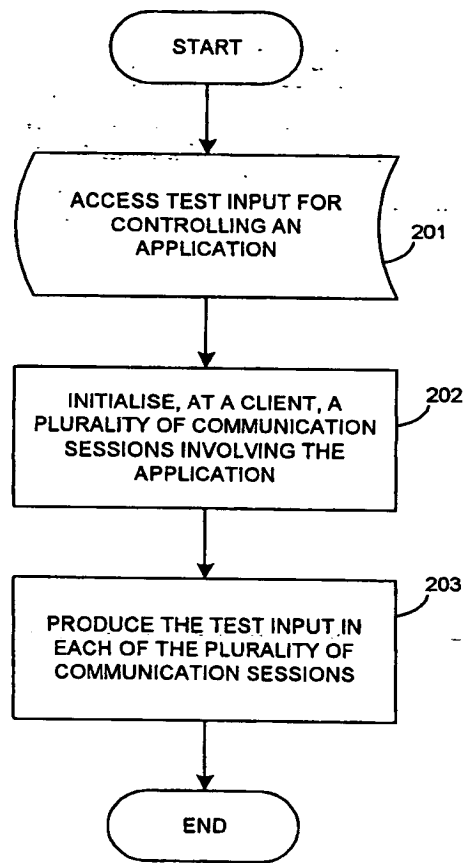 START
ACCESS TEST INPUT FOR
CONTROLLING AN
APPLICATION
201
INITIALISE, AT A CLIENT, A
PLURALITY OF COMMUNICATION
SESSIONS INVOLVING THE
APPLICATION
202
PRODUCE THE TEST INPUT IN
EACH OF THE PLURALITY OF
COMMUNICATION SESSIONS
203
END